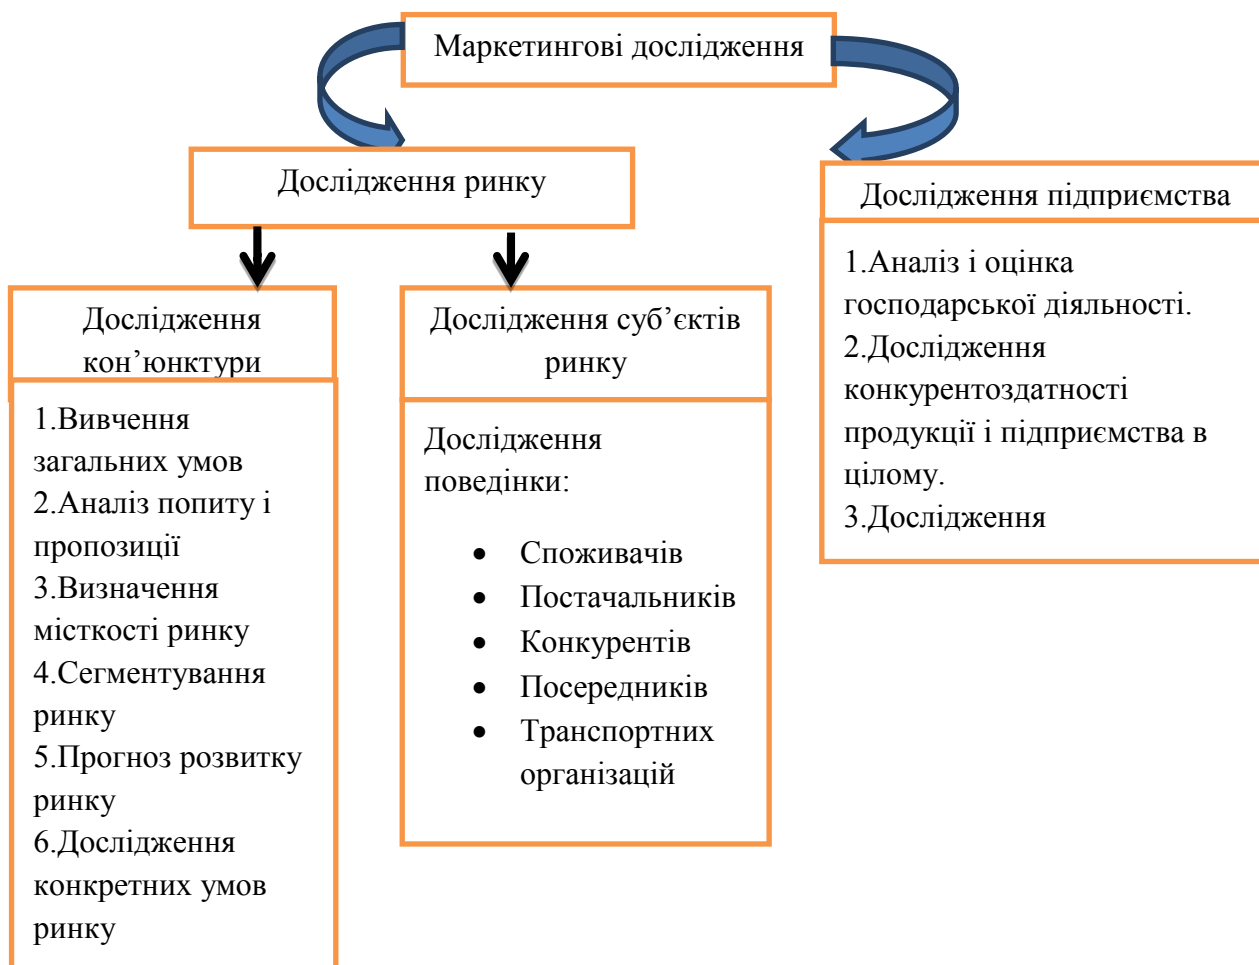 Маркетингові дослідження
Дослідження ринку
Дослідження підприємства
1.Аналіз і оцінка
господарської діяльності.
2.Дослідження
конкурентоздатності
продукції і підприємства в
цілому.
3.Дослідження
Дослідження
кон’юнктури
1.Вивчення
загальних умов
2.Аналіз попиту і
пропозиції
3.Визначення
місткості ринку
4.Сегментування
ринку
5.Прогноз розвитку
ринку
6.Дослідження
конкретних умов
ринку
Дослідження суб’єктів
ринку
Дослідження
поведінки:
• Споживачів
• Постачальників
• Конкурентів
• Посередників
• Транспортних
організацій